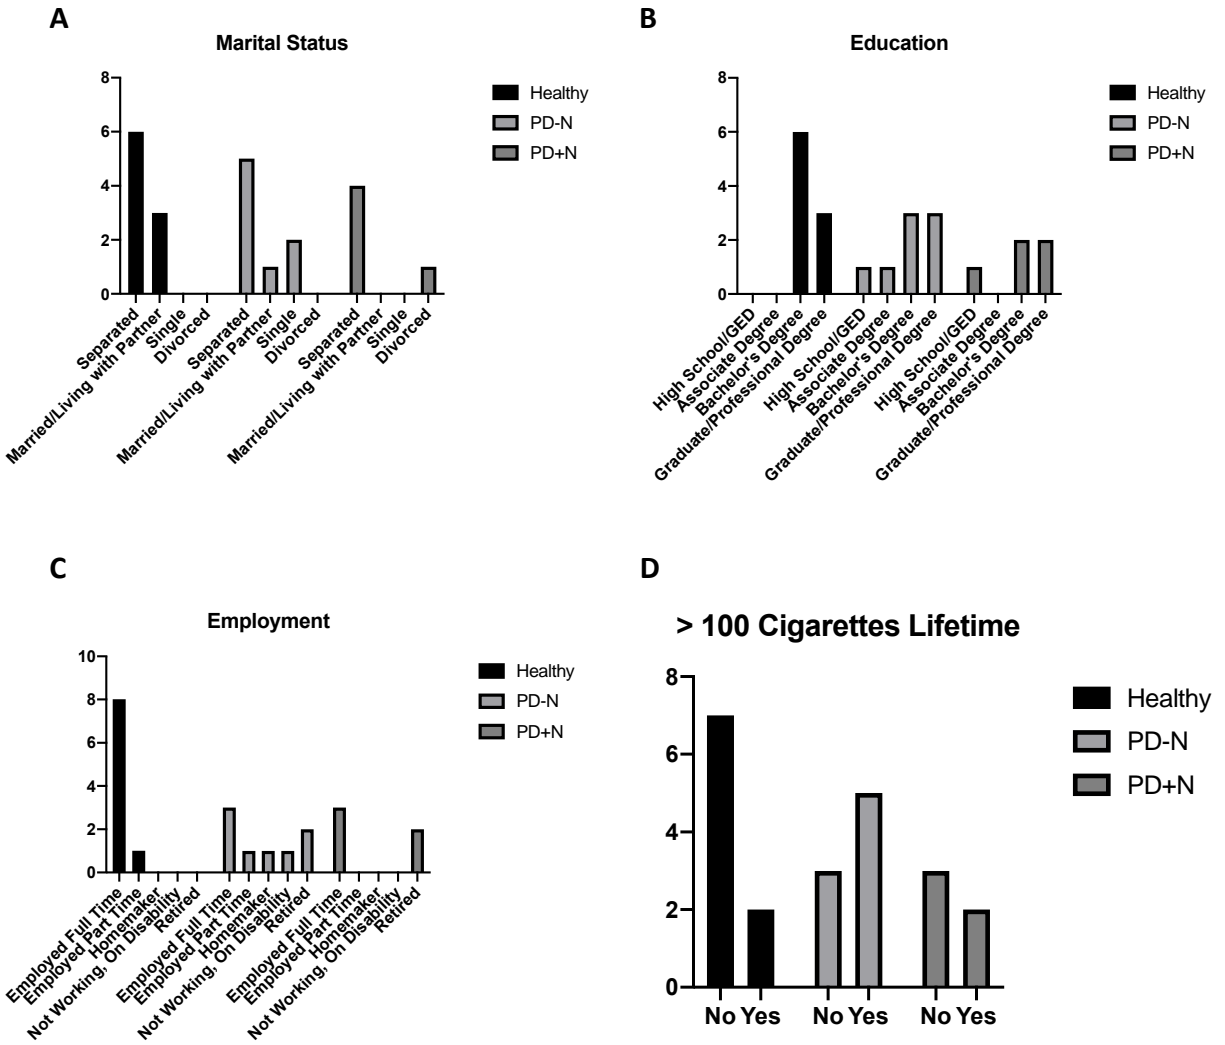 A
Marital Status
8
6
4
2
0
Separated
Married/Living with Partner
Single
Divorced
Separated
Married/Living with Partner
Single
Divorced
Separated
Married/Living with Partner
Single
Divorced
Healthy
PD-N
PD+N
B
Education
8
6
4
2
0
High School/GED
Associate Degree
Bachelor's Degree
Graduate/Professional Degree
High School/GED
Associate Degree
Bachelor's Degree
Graduate/Professional Degree
High School/GED
Associate Degree
Bachelor's Degree
Graduate/Professional Degree
Healthy
PD-N
PD+N
C
Employment
10
8
6
4
2
0
Employed Full Time
Employed Part Time
Homemaker
Not Working, On Disability
Retired
Employed Full Time
Employed Part Time
Homemaker
Not Working, On Disability
Retired
Employed Full Time
Employed Part Time
Homemaker
Not Working, On Disability
Retired
Healthy
PD-N
PD+N
D
> 100 Cigarettes Lifetime
8
6
4
2
0
No Yes No Yes No Yes
Healthy
PD-N
PD+N